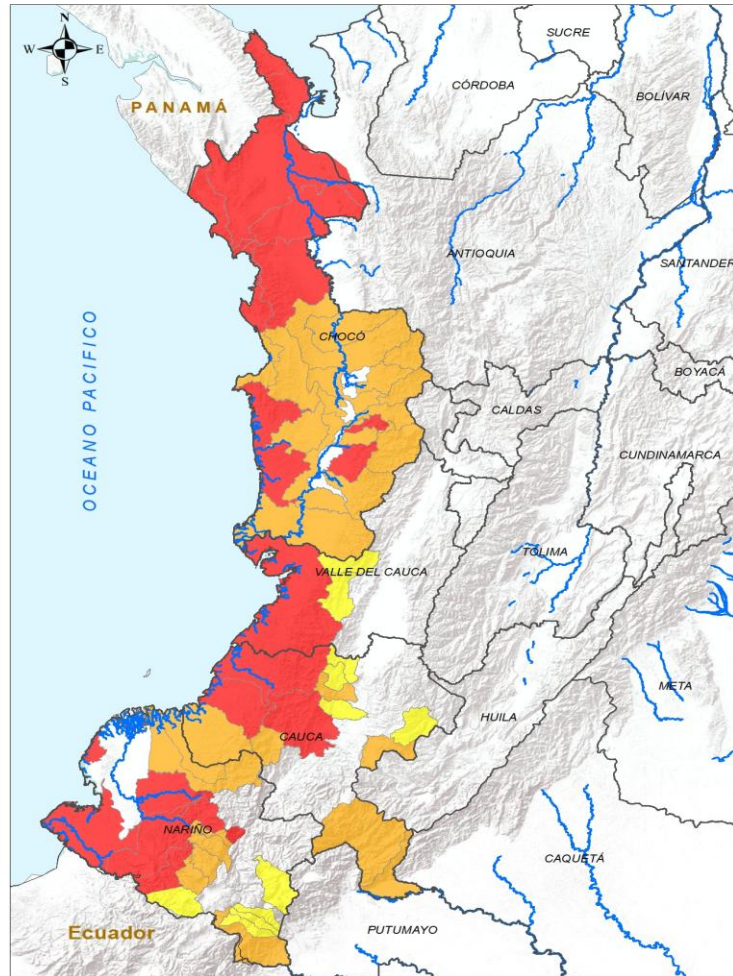 N
W E
S
SUCRE
CÓRDOBA
BOLÍVAR
PANAMÁ
ANTIOQUIA
SANTANDER
OCEANO PACIFICO
CHOCÓ
BOYACÁ
CALDAS
CUNDINAMARCA
TOLIMA
VALLE DEL CAUCA
META
HUILA
CAUCA
NARIÑO
CAQUETÁ
Ecuador
PUTUMAYO